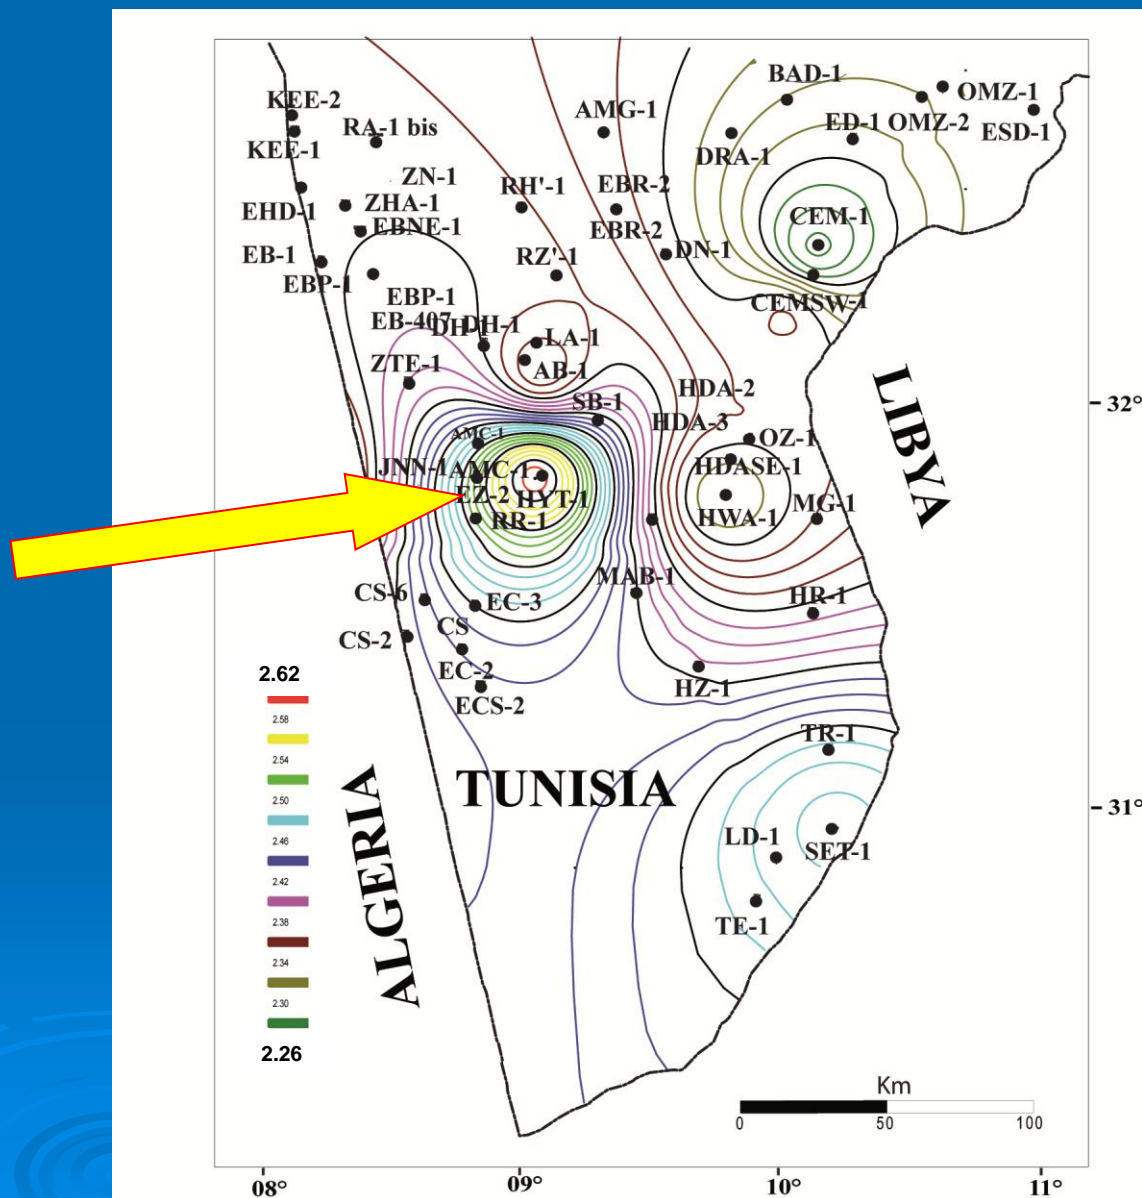 BAD-1
KEE-2
OMZ-1
AMG-1
ED-1 OMZ-2
ESD-1
RA-1 bis
KEE-1
DRA-1
ZN-1
RH'-1
EBR-2
EHD-1
ZHA-1
CEM-1
EBNE-1
EBR-2
EB-1
RZ'-1
DN-1
EBP-1
EBP-1
CEMSW-1
EB-407
DH-1
DH-1
LA-1
ZTE-1
AB-1
HDA-2
32°
SB-1
HDA-3
LIBYA
AMC-1
OZ-1
JNN-1
AMC-1
HDASE-1
EZ-2
HYT-1
MG-1
RR-1
HWA-1
MAB-1
CS-6
EC-3
HR-1
CS
CS-2
EC-2
HZ-1
ECS-2
2.62
2.58
2.54
2.50
2.46
2.42
2.38
2.34
2.30
2.26
TR-1
TUNISIA
31°
LD-1
SET-1
ALGERIA
TE-1
Km
0
50
100
08°
09°
10°
11°